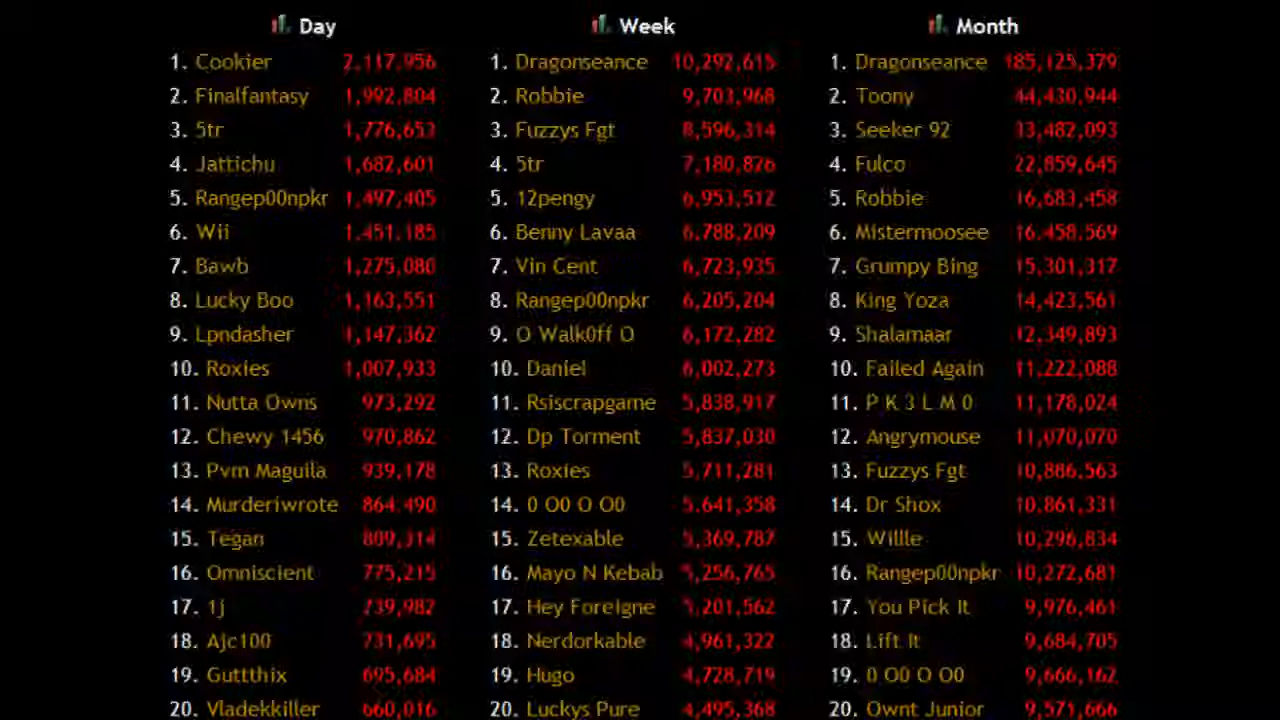 Day Week Month
1. Cookier 2,117,956 1. Dragonseance 10,292,615 1. Dragonseance 185,125,379
2. Finalfantasy 1,992,804 2. Robbie 9,703,968 2. Toony 44,430,944
3. 5tr 1,776,653 3. Fuzzys Fgt 8,596,314 3. Seeker 92 33,482,093
4. Jattichu 1,682,601 4. 5tr 7,180,826 4. Fulco 22,859,645
5. Rangep00npkr 1,497,405 5. 12pengy 6,953,512 5. Robbie 16,683,458
6. Wii 1,451,185 6. Benny Lavaa 6,788,209 6. Mistermoosee 16,458,569
7. Bawb 1,275,080 7. Vin Cent 6,723,935 7. Grumpy Bing 15,301,317
8. Lucky Boo 1,163,551 8. Rangep00npkr 6,205,204 8. King Yoza 14,423,561
9. Lpndasher 1,147,362 9. O Walk0ff O 6,172,282 9. Shalamaar 12,349,893
10. Roxies 1,007,933 10. Daniel 6,002,273 10. Failed Again 11,222,088
11. Nutta Owns 973,292 11. Rsiscrapgame 5,838,917 11. P K 3 L M 0 11,178,024
12. Chewy 1456 970,862 12. Dp Torment 5,837,030 12. Angrymouse 11,070,070
13. Pvm Maguila 939,178 13. Roxies 5,711,281 13. Fuzzys Fgt 10,886,563
14. Murderiwrote 864,490 14. 0 O0 O O0 5,641,358 14. Dr Shox 10,861,331
15. Tegan 809,314 15. Zetexable 5,369,787 15. Willle 10,296,834
16. Omniscient 775,215 16. Mayo N Kebab 5,256,765 16. Rangep00npkr 10,272,681
17. 1j 739,982 17. Hey Foreigne 5,201,562 17. You Pick It 9,976,461
18. Ajc100 731,695 18. Nerdorkable 4,961,322 18. Lift It 9,684,705
19. Guttthix 695,684 19. Hugo 4,728,719 19. 0 O0 O O0 9,666,162
20. Vladekkiller 660,016 20. Luckys Pure 4,495,368 20. Ownt Junior 9,571,666